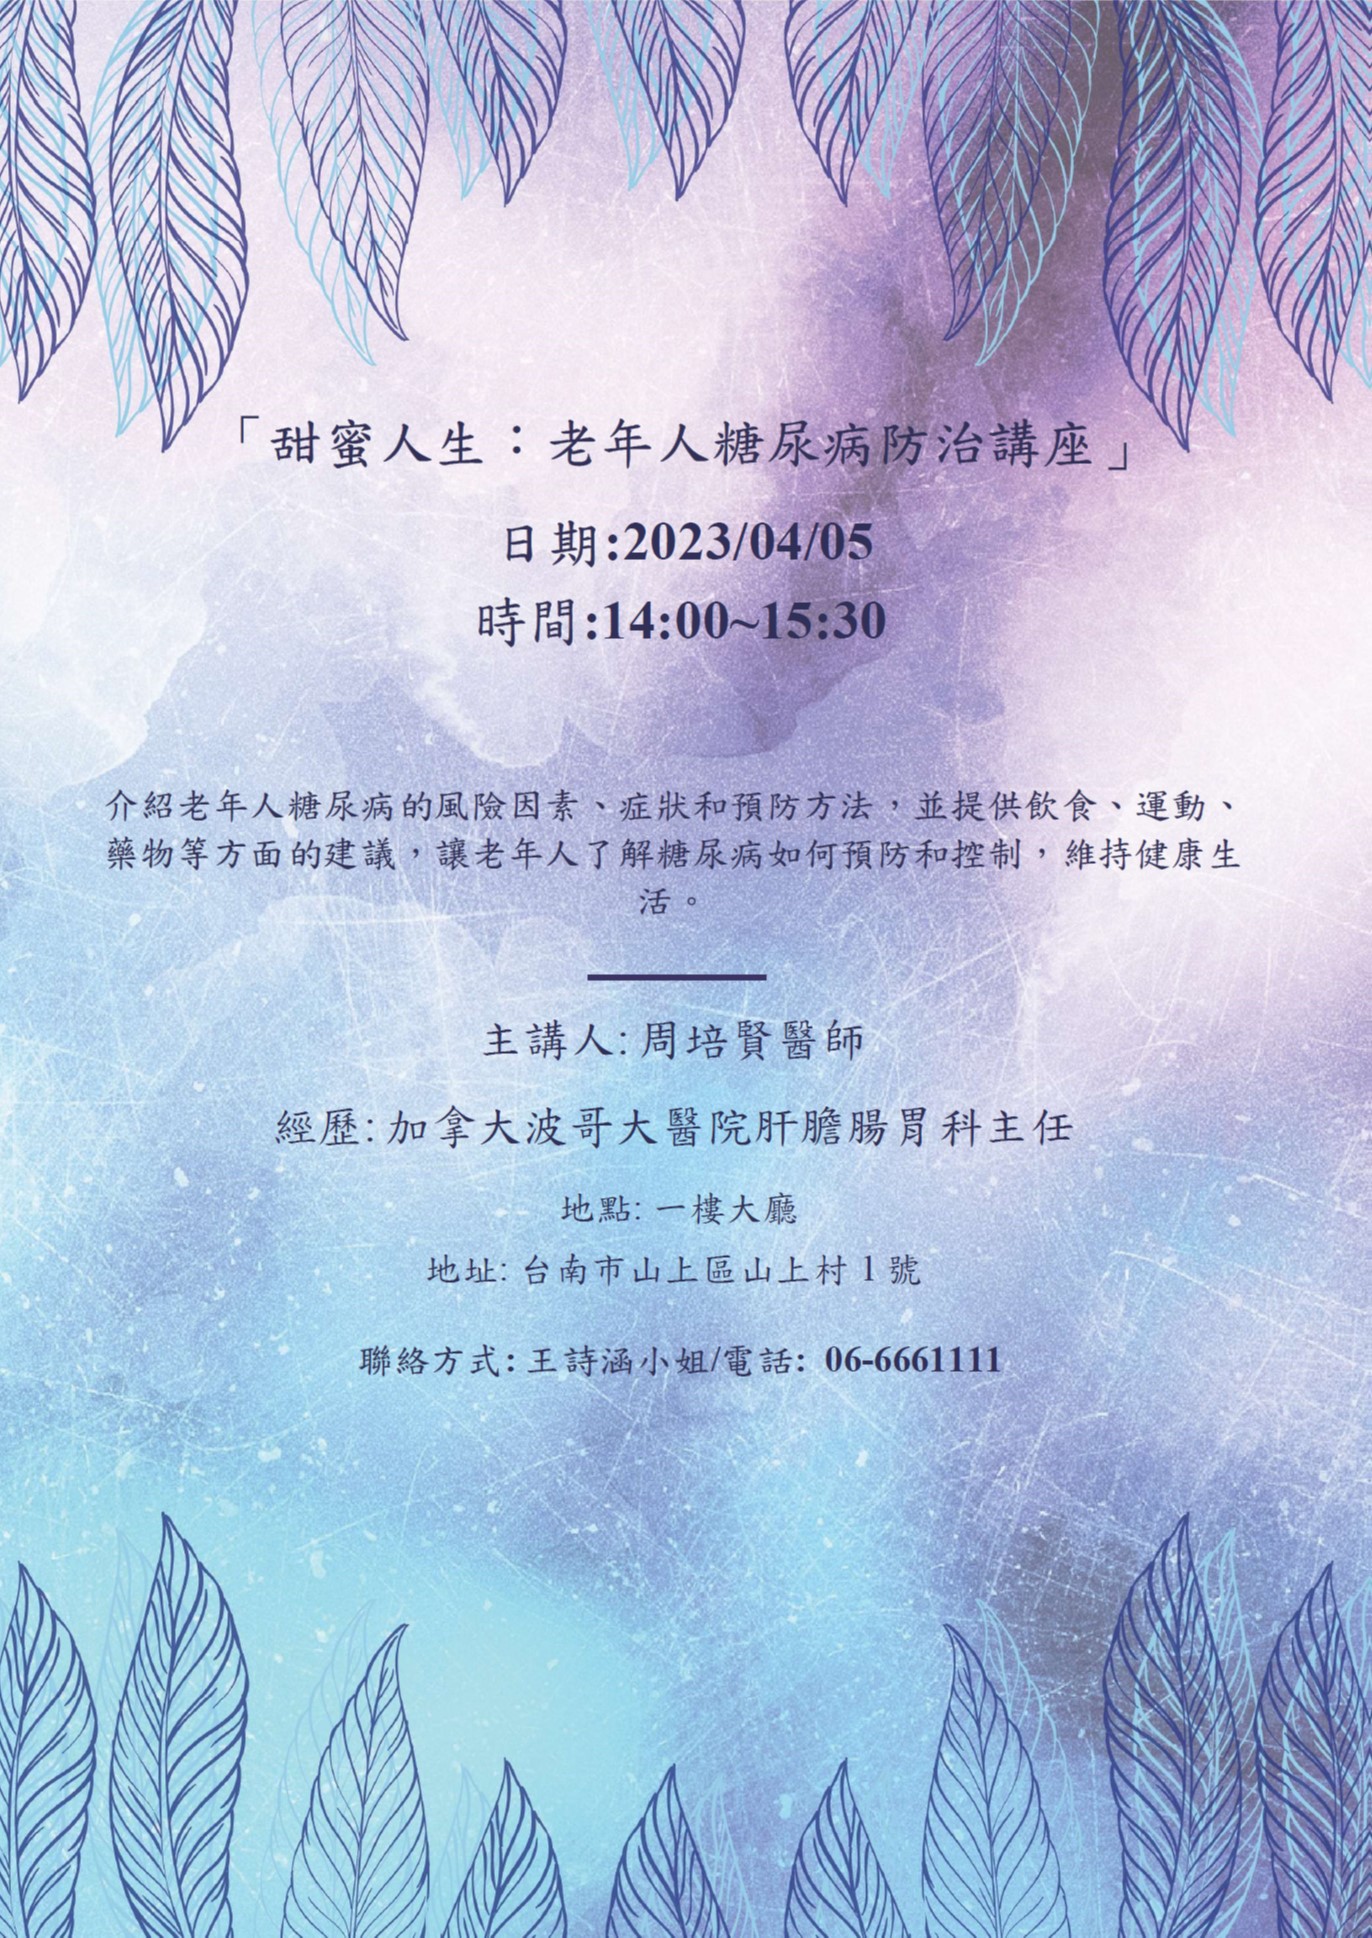 「甜蜜人生：老年人糖尿病防治講座」
日期:2023/04/05
時間:14:00~15:30
介紹老年人糖尿病的風險因素、症狀和預防方法，並提供飲食、運動、
藥物等方面的建議，讓老年人了解糖尿病如何預防和控制，維持健康生
活。
主講人: 周培賢醫師
經歷: 加拿大波哥大醫院肝膽腸胃科主任
地點: 一樓大廳
地址: 台南市山上區山上村 1 號
聯絡方式: 王詩涵小姐/電話: 06-6661111